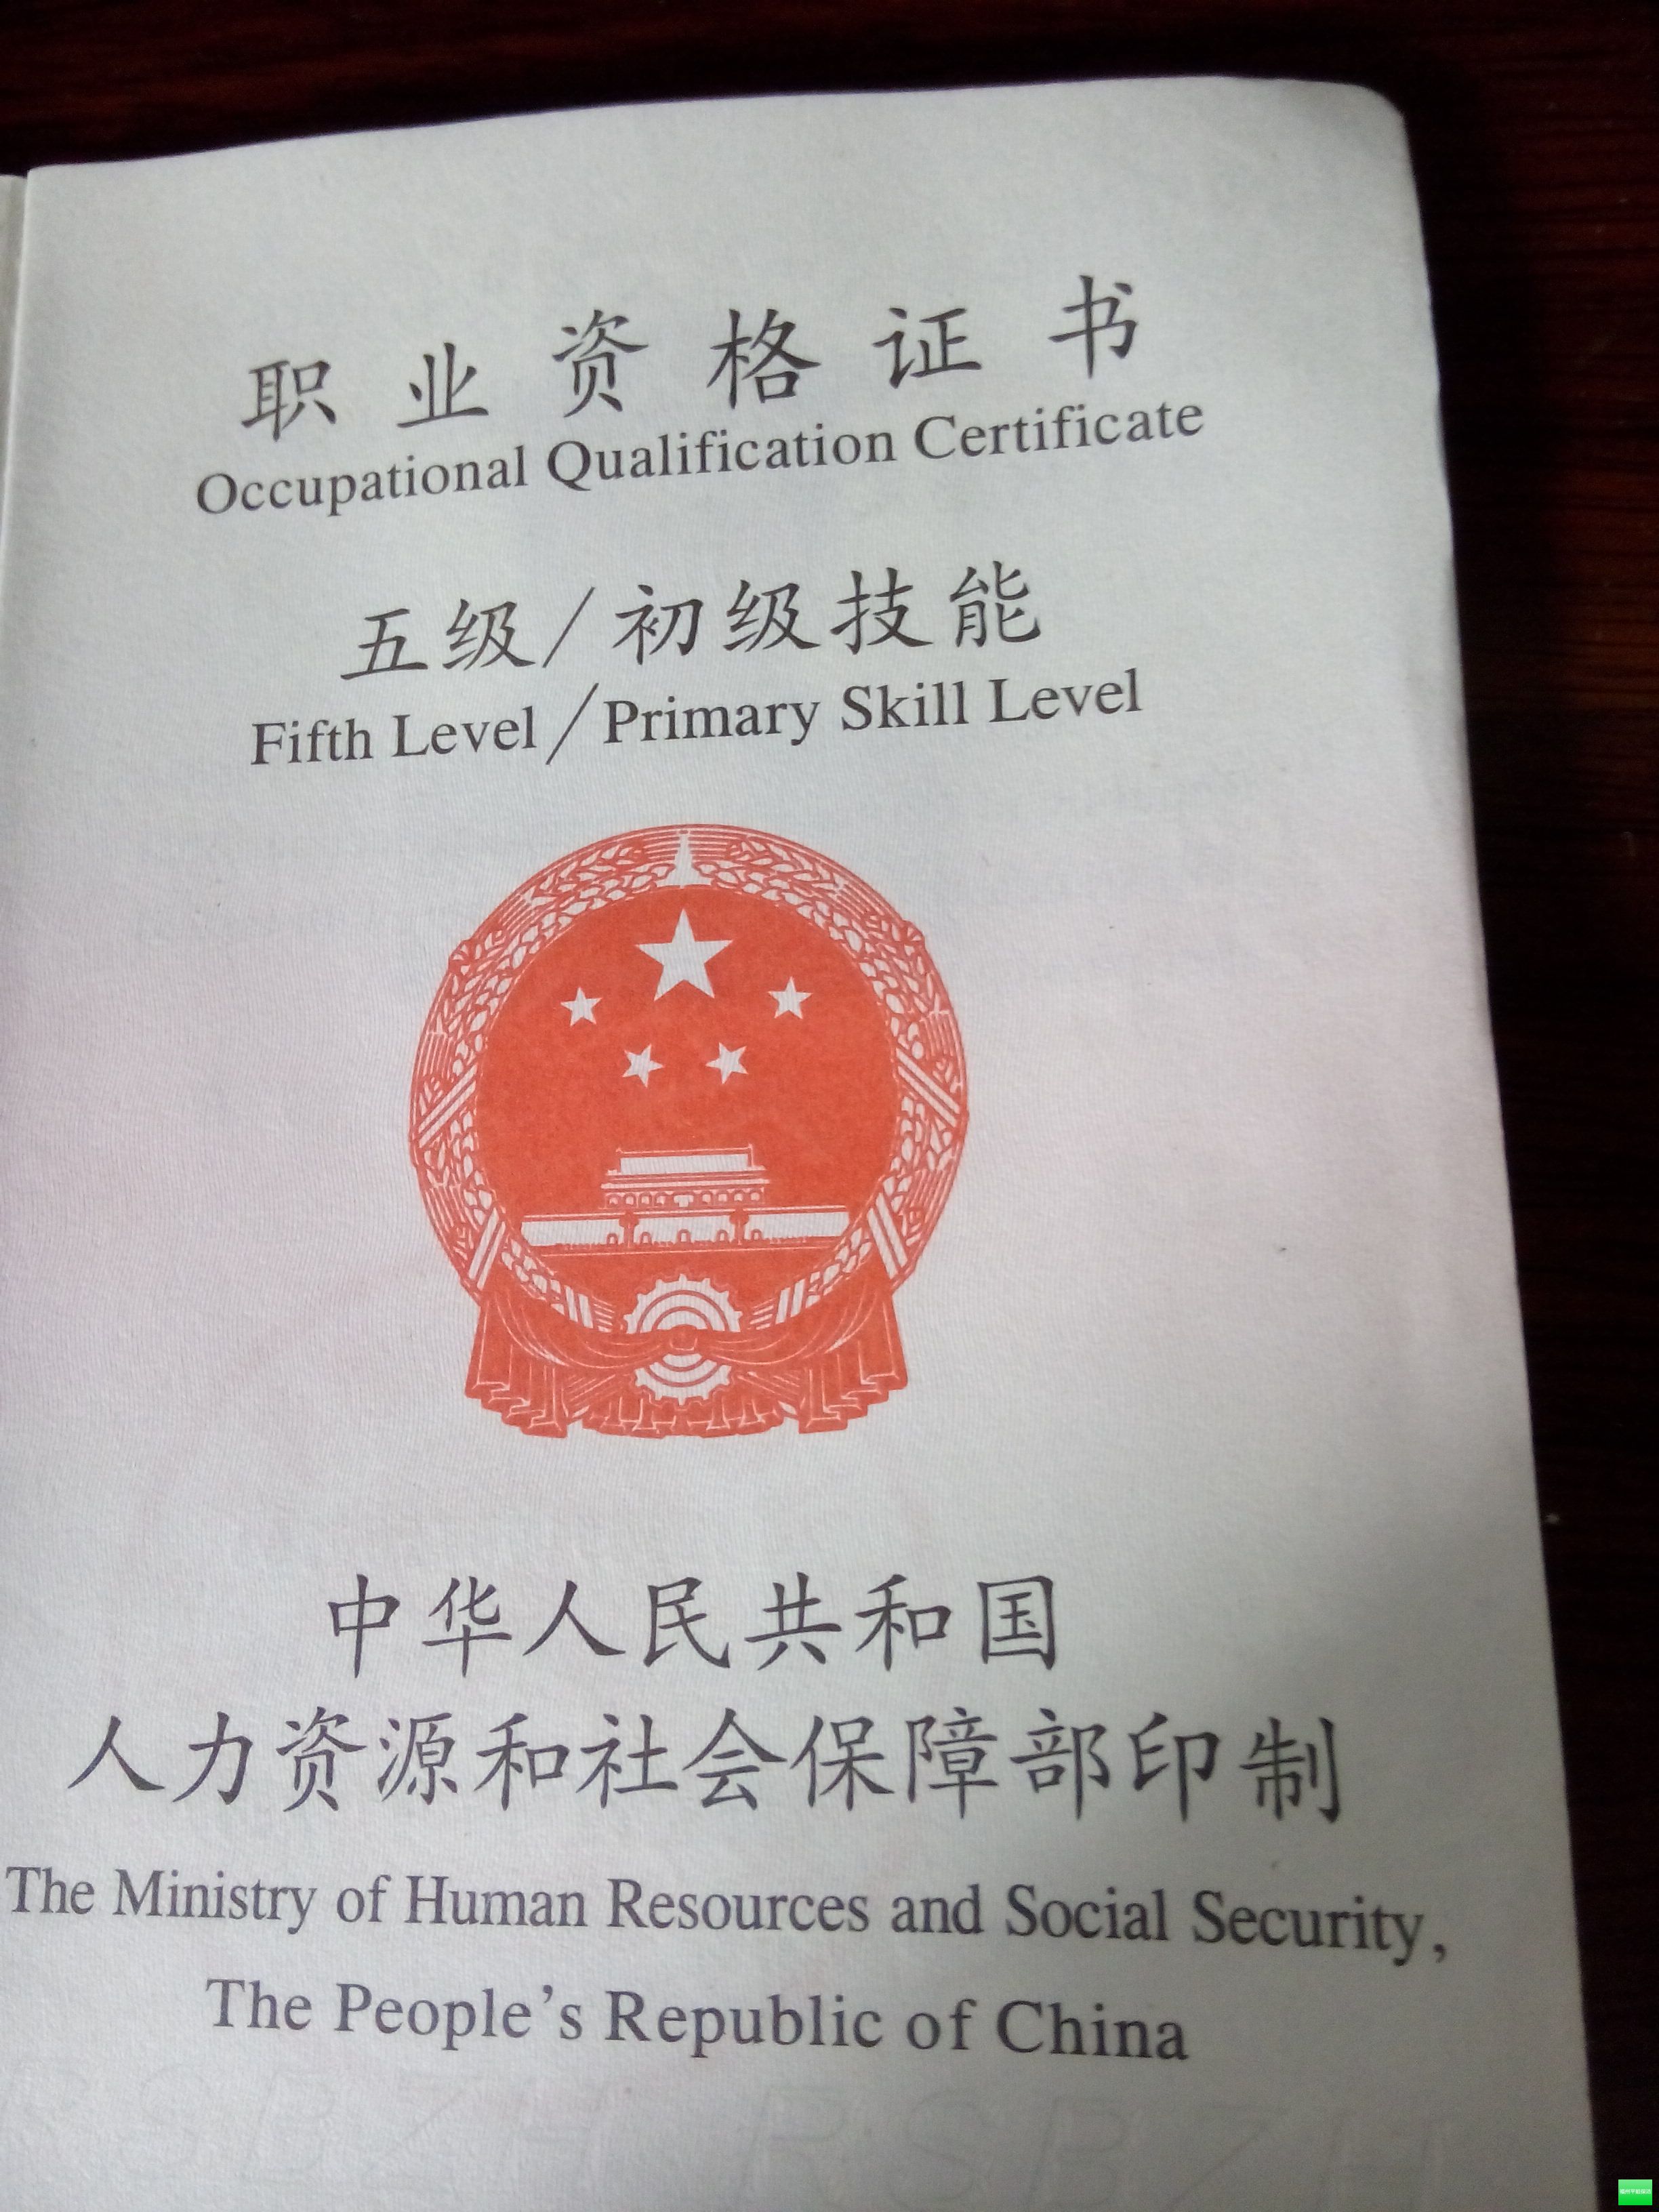 职业资格证书
Occupational Qualification Certificate
五级/初级技能
Fifth Level/Primary Skill Level
中华人民共和国
人力资源和社会保障部印制
The Ministry of Human Resources and Social Security,
The People's Republic of China
RSBZH RSBZH